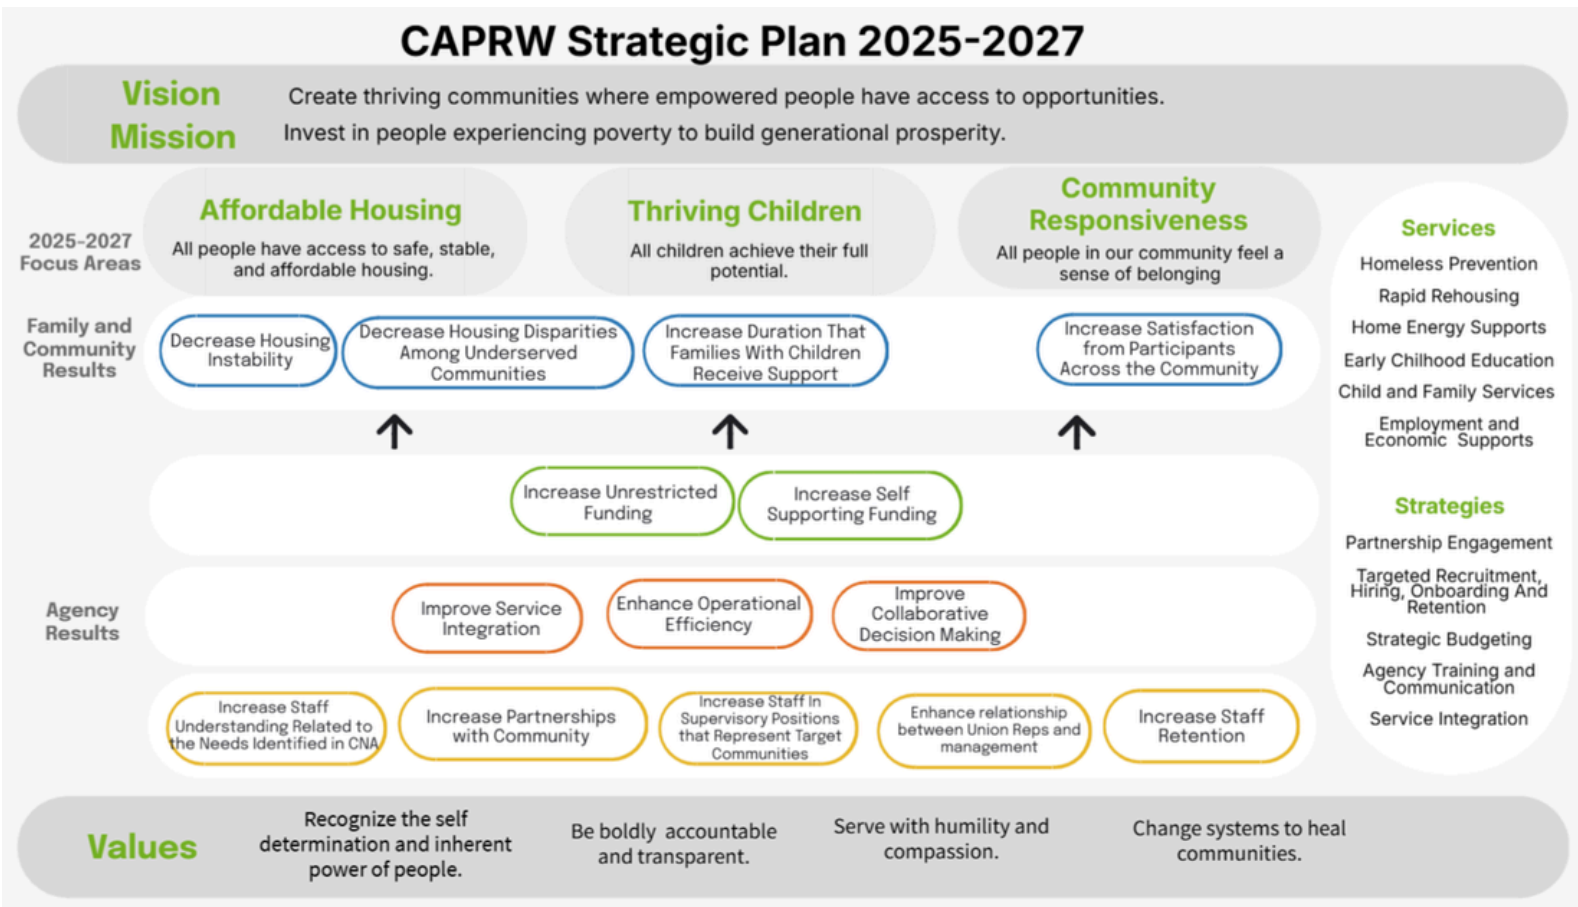 CAPRW Strategic Plan 2025-2027
Vision
Create thriving communities where empowered people have access to opportunities.
Mission
Invest in people experiencing poverty to build generational prosperity.
2025-2027
Focus Areas
Affordable Housing
All people have access to safe, stable,
and affordable housing.
Thriving Children
All children achieve their full
potential.
Community
Responsiveness
All people in our community feel a
sense of belonging
Family and
Community
Results
Decrease Housing
Instability
Decrease Housing Disparities
Among Underserved
Communities
Increase Duration That
Families With Children
Receive Support
Increase Satisfaction
from Participants
Across the Community
Increase Unrestricted
Funding
Increase Self
Supporting Funding
Agency
Results
Improve Service
Integration
Enhance Operational
Efficiency
Improve
Collaborative
Decision Making
Increase Staff
Understanding Related to
the Needs Identified in CNA
Increase Partnerships
with Community
Increase Staff In
Supervisory Positions
that Represent Target
Communities
Enhance relationship
between Union Reps and
management
Increase Staff
Retention
Services
Homeless Prevention
Rapid Rehousing
Home Energy Supports
Early Chilhood Education
Child and Family Services
Employment and
Economic Supports
Strategies
Partnership Engagement
Targeted Recruitment,
Hiring, Onboarding And
Retention
Strategic Budgeting
Agency Training and
Communication
Service Integration
Values
Recognize the self
determination and inherent
power of people.
Be boldly accountable
and transparent.
Serve with humility and
compassion.
Change systems to heal
communities.